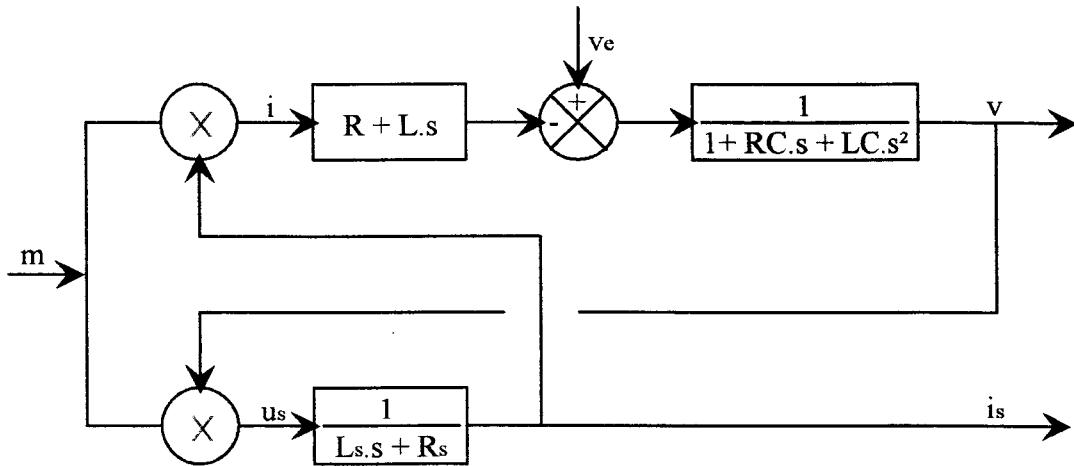 ve
X
i
R + L.s
-
+
1
1+ RC.s + LC.s²
v
m
X
us
1
Ls.s + Rs
is